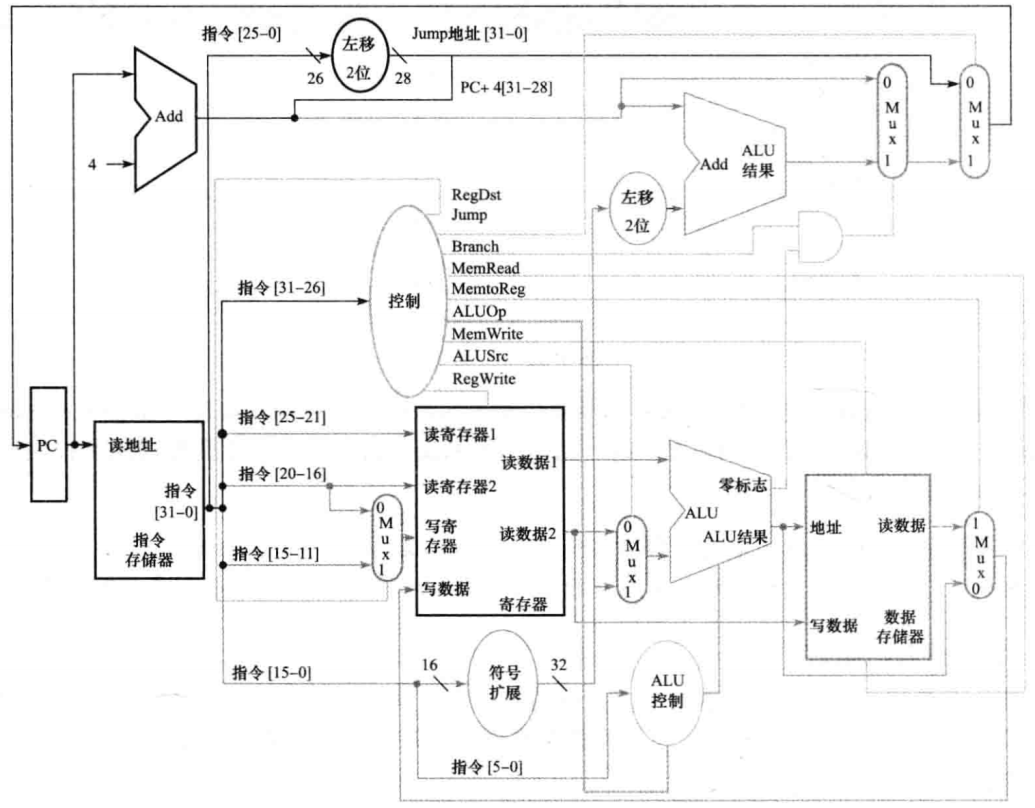 指令 [25–0]
左移
2位
Jump地址 [31–0]
26
28
PC+ 4[31–28]
Add
4
0
Mux
1
0
Mux
1
Add
ALU
结果
左移
2位
RegDst
Jump
Branch
MemRead
MemtoReg
ALUOp
MemWrite
ALUSrc
RegWrite
指令 [31–26]
控制
PC
读地址
指令
[31–0]
指令
存储器
指令 [25–21]
指令 [20–16]
指令 [15–11]
0
Mux
1
读寄存器1
读寄存器2
写寄
存器
写数据
读数据1
读数据2
寄存器
0
Mux
1
零标志
ALU
ALU结果
地址
读数据
写数据
数据
存储器
1
Mux
0
指令 [15–0]
16
符号
扩展
32
ALU
控制
指令 [5–0]